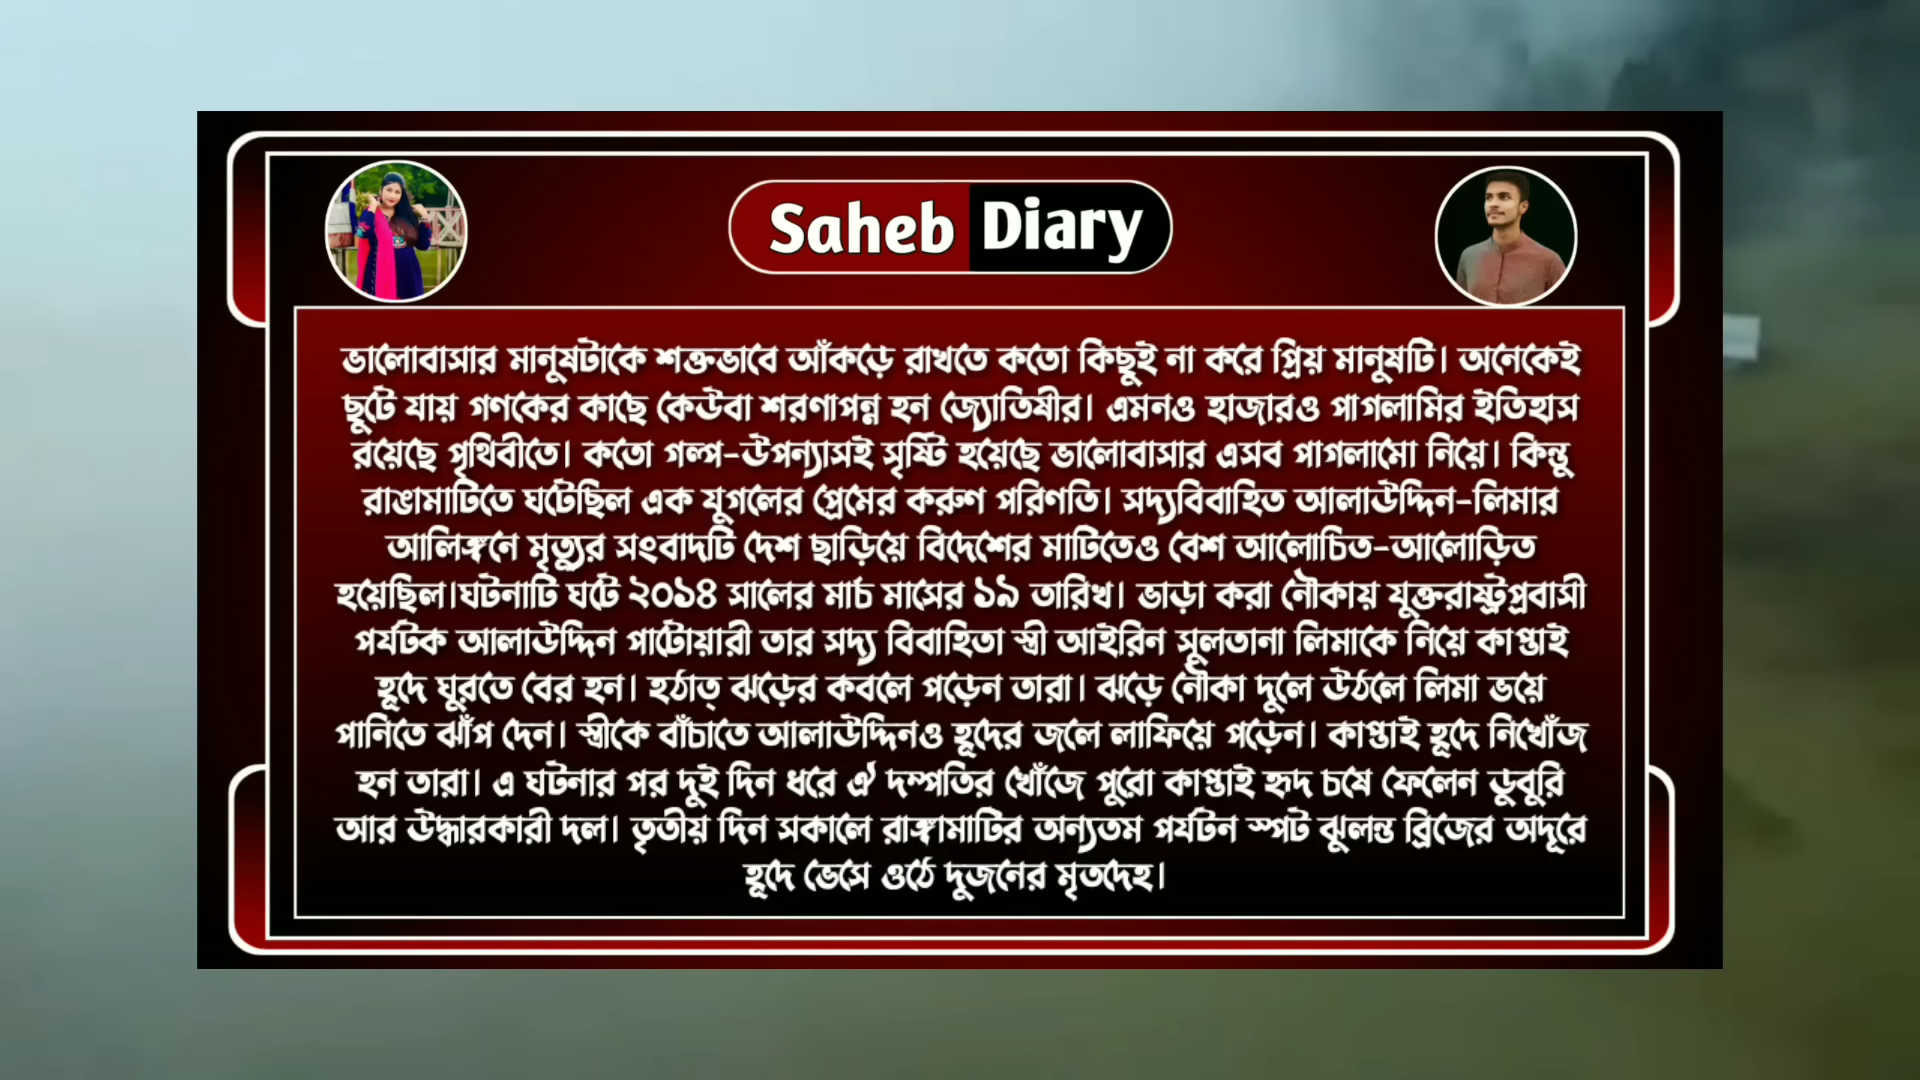 Saheb Diary
ভালোবাসার মানুষটাকে শক্তভাবে আঁকড়ে রাখতে কতো কিছুই না করে প্রিয় মানুষটি। অনেকেই
ছুটে যায় গণকের কাছে কেউবা শরণাপন্ন হন জ্যোতিষীর। এমনও হাজারও পাগলামির ইতিহাস
রয়েছে পৃথিবীতে। কতো গল্প-উপন্যাসই সৃষ্টি হয়েছে ভালোবাসার এসব পাগলামো নিয়ে। কিন্তু
রাঙামাটিতে ঘটেছিল এক যুগলের প্রেমের করুণ পরিণতি। সদ্যবিবাহিত আলাউদ্দিন-লিমার
আলিঙ্গনে মৃত্যুর সংবাদটি দেশ ছাড়িয়ে বিদেশের মাটিতেও বেশ আলোচিত-আলোড়িত
হয়েছিল।ঘটনাটি ঘটে ২০১৪ সালের মার্চ মাসের ১৯ তারিখ। ভাড়া করা নৌকায় যুক্তরাষ্ট্রপ্রবাসী
পর্যটক আলাউদ্দিন পাটোয়ারী তার সদ্য বিবাহিতা স্ত্রী আইরিন সুলতানা লিমাকে নিয়ে কাপ্তাই
হূদে ঘুরতে বের হন। হঠাত্ ঝড়ের কবলে পড়েন তারা। ঝড়ে নৌকা দুলে উঠলে লিমা ভয়ে
পানিতে ঝাঁপ দেন। স্ত্রীকে বাঁচাতে আলাউদ্দিনও হূদের জলে লাফিয়ে পড়েন। কাপ্তাই হূদে নিখোঁজ
হন তারা। এ ঘটনার পর দুই দিন ধরে ঐ দম্পতির খোঁজে পুরো কাপ্তাই হৃদ চষে ফেলেন ডুবুরি
আর উদ্ধারকারী দল। তৃতীয় দিন সকালে রাঙ্গামাটির অন্যতম পর্যটন স্পট ঝুলন্ত ব্রিজের অদূরে
হূদে ভেসে ওঠে দুজনের মৃতদেহ।